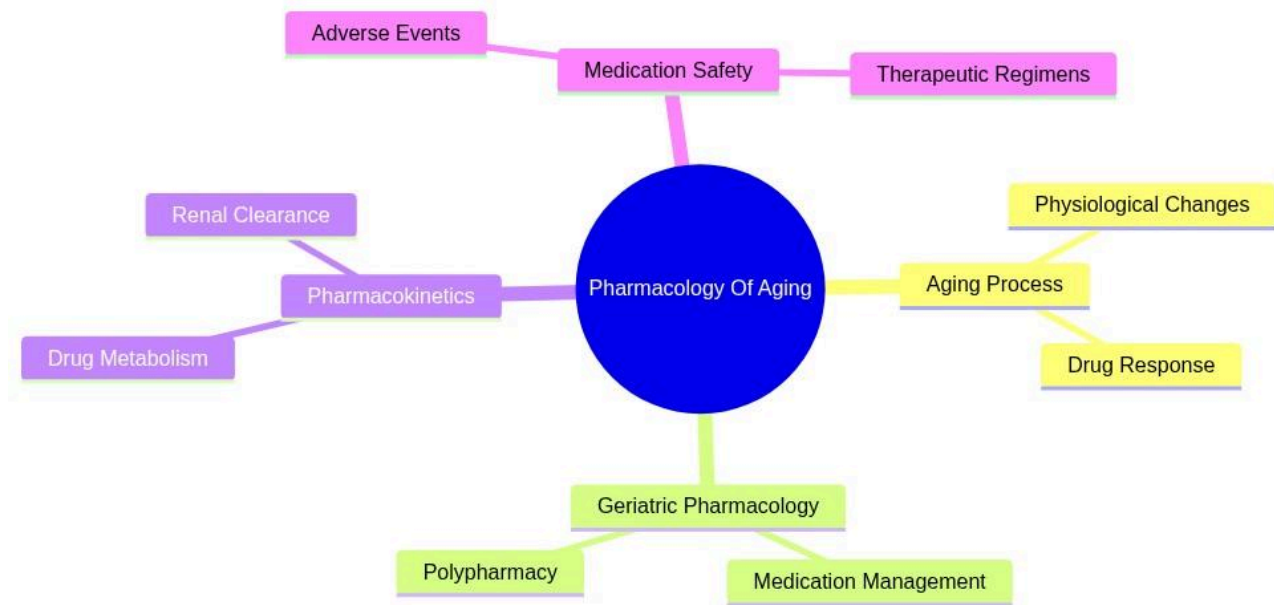 Adverse Events
Medication Safety
Therapeutic Regimens
Renal Clearance
Pharmacokinetics
Drug Metabolism
Pharmacology Of Aging
Physiological Changes
Aging Process
Drug Response
Geriatric Pharmacology
Polypharmacy
Medication Management